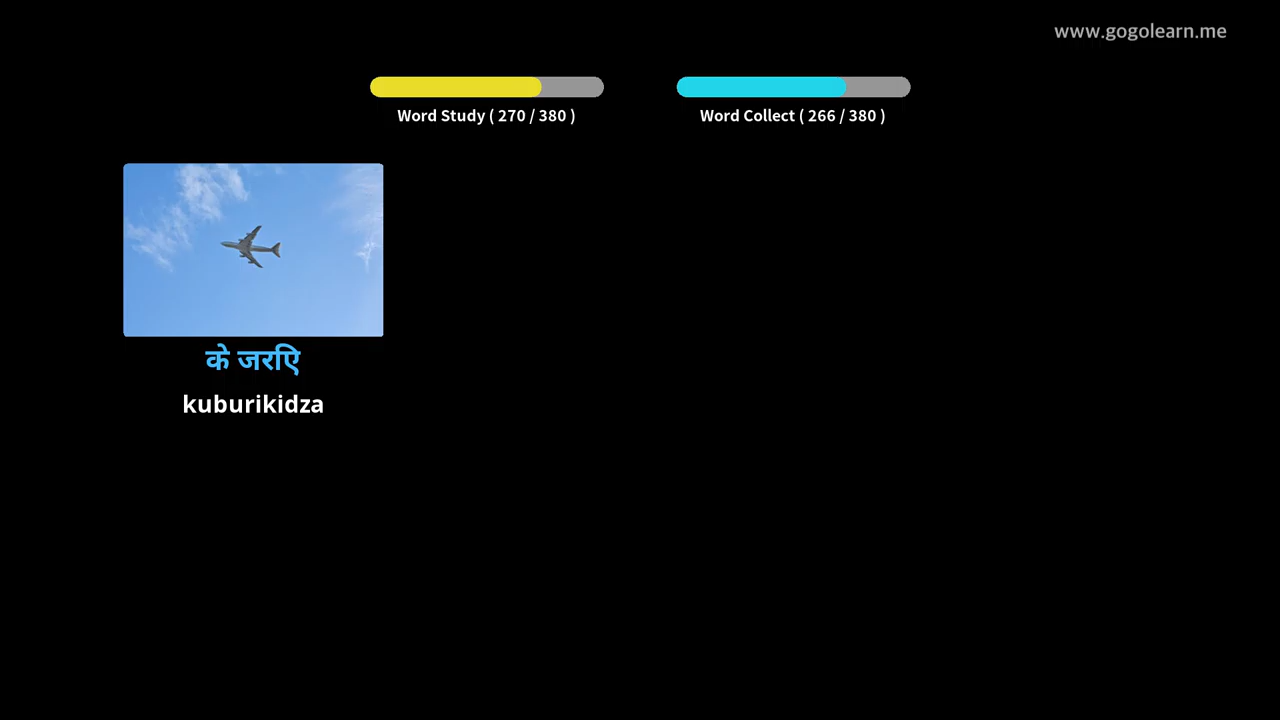 www.gogolearn.me
Word Study ( 270 / 380 )
Word Collect ( 266 / 380 )
के जरिए
kuburikidza